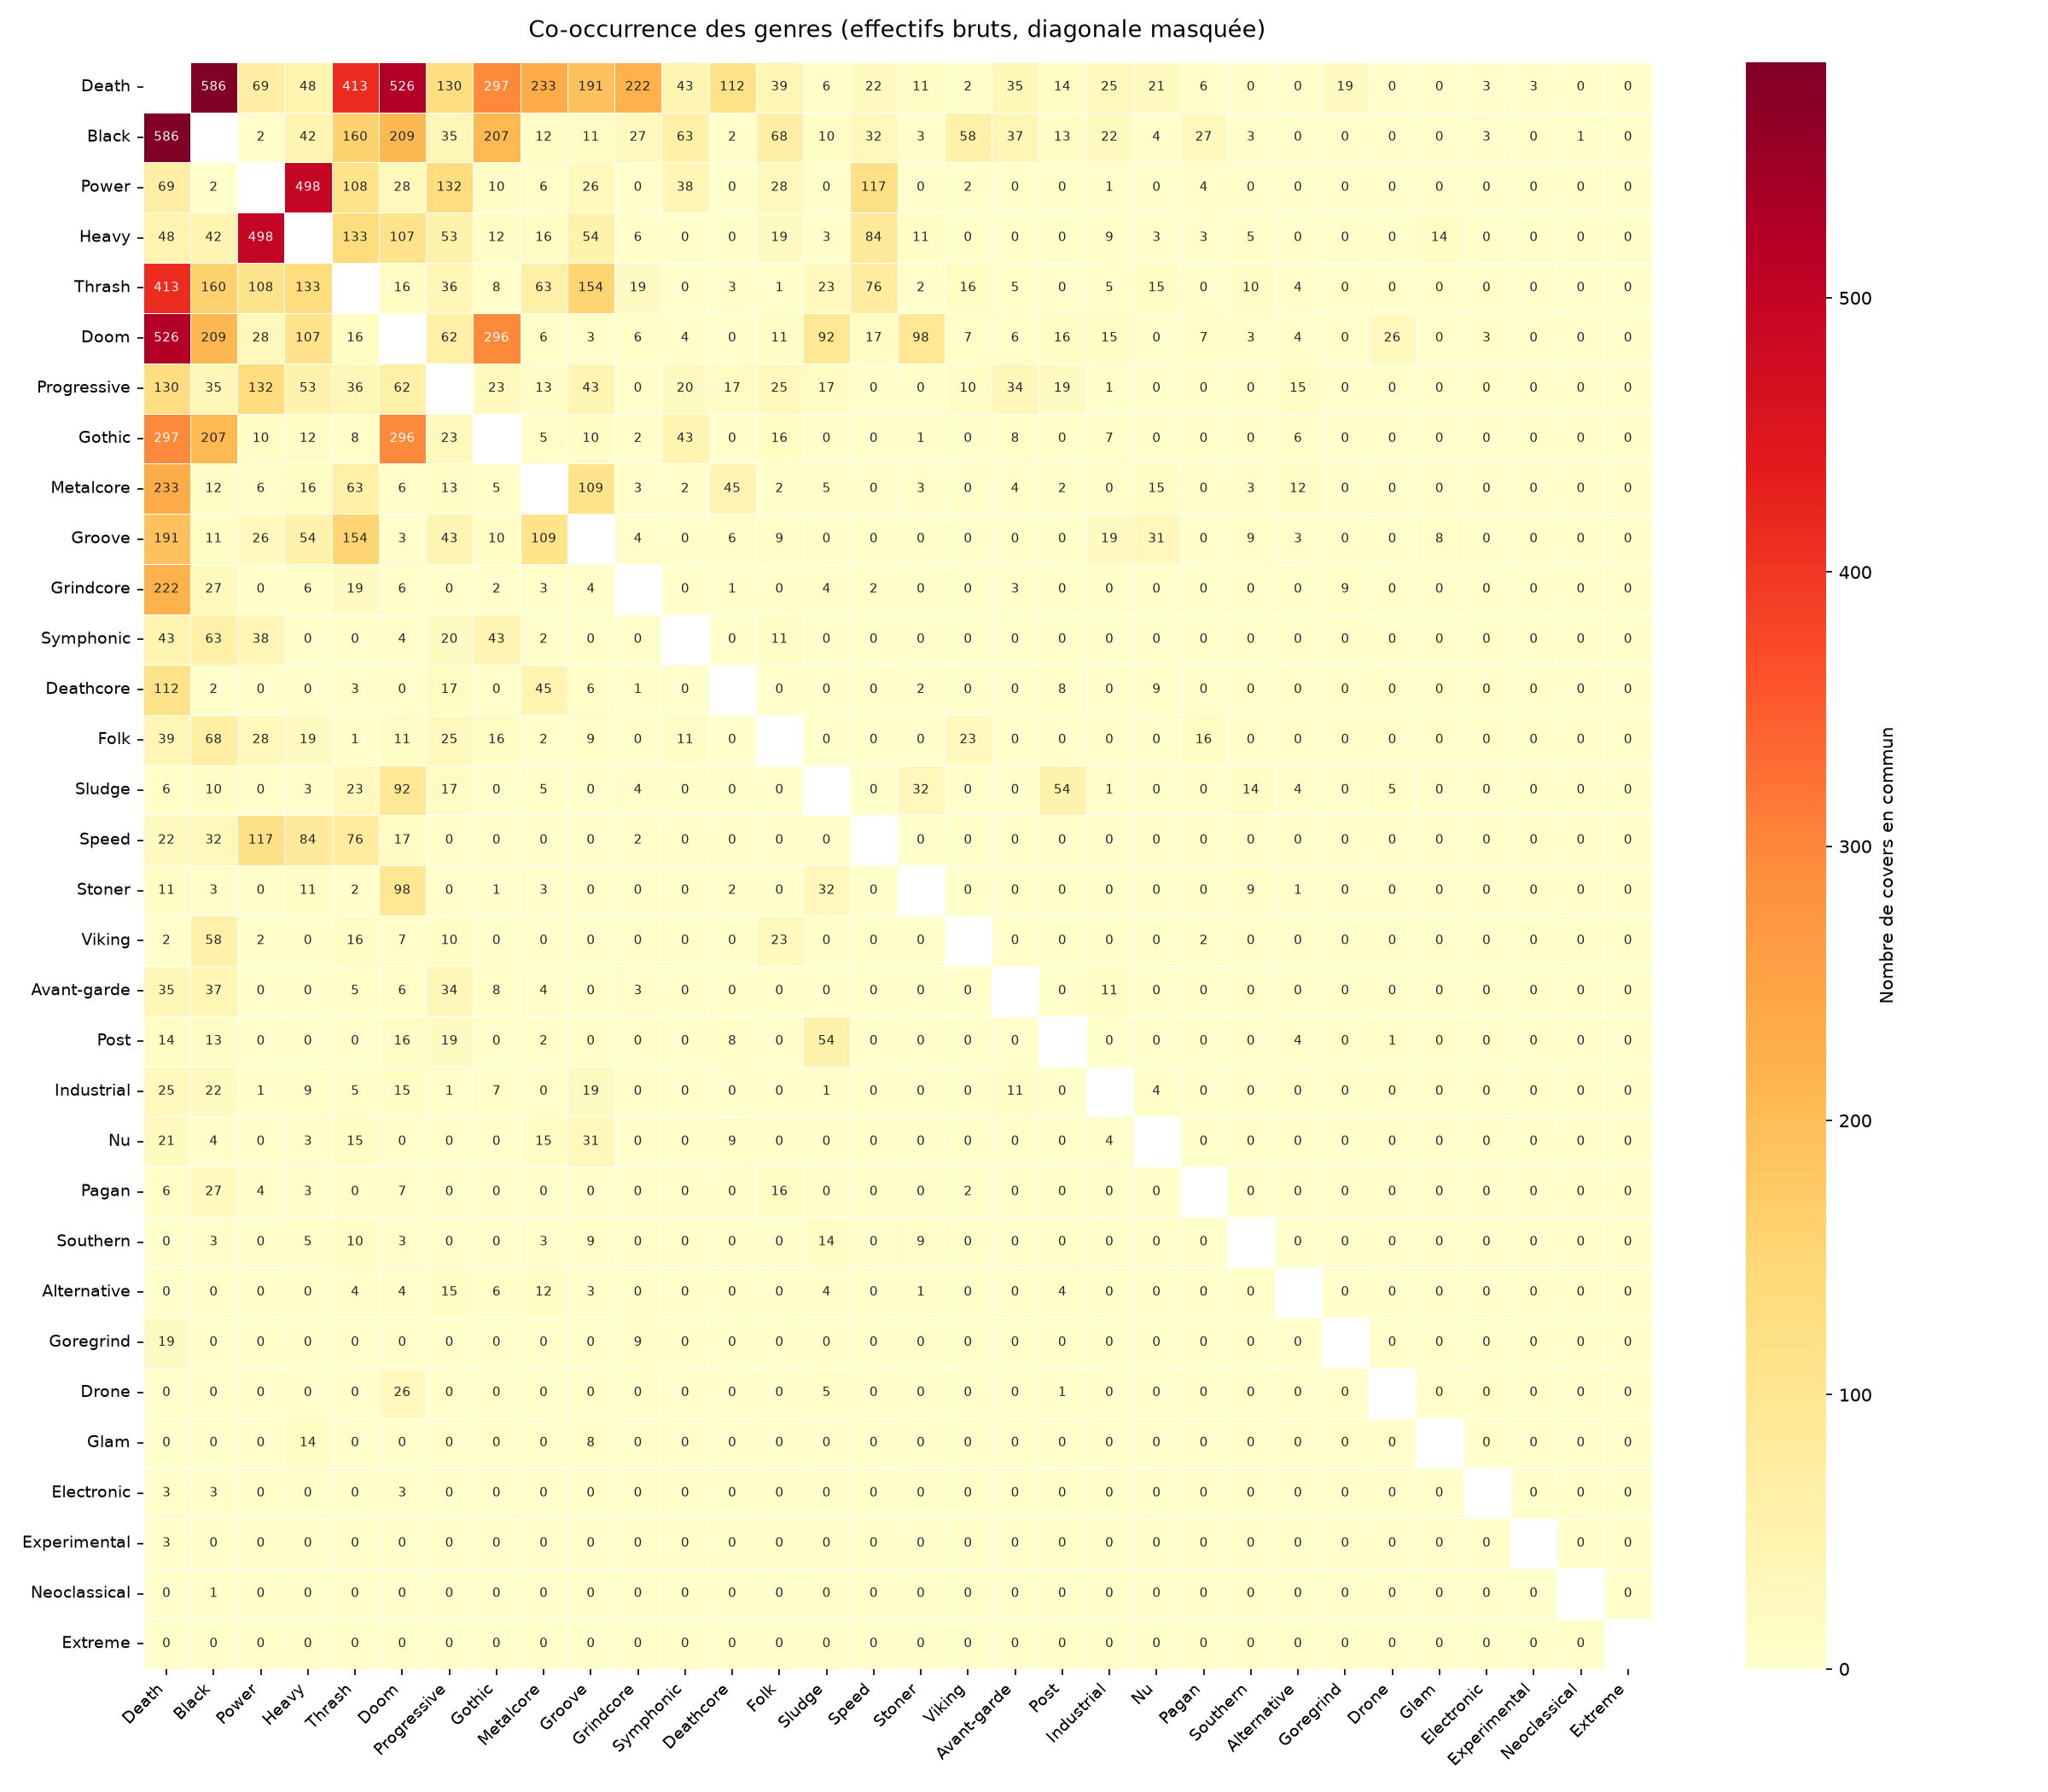 Co-occurrence des genres (effectifs bruts, diagonale masquée)
Death 586 69 48 413 526 130 297 233 191 222 43 112 39 6 22 11 2 35 14 25 21 6 0 0 19 0 0 3 3 0 0
Black 586 2 42 160 209 35 207 12 11 27 63 2 68 10 32 3 58 37 13 22 4 27 3 0 0 0 0 3 0 1 0
Power 69 2 498 108 28 132 10 6 26 0 38 0 28 0 117 0 2 0 0 1 0 4 0 0 0 0 0 0 0 0 0
Heavy 48 42 498 133 107 53 12 16 54 6 0 0 19 3 84 11 0 0 0 9 3 3 5 0 0 0 14 0 0 0 0
Thrash 413 160 108 133 16 36 8 63 154 19 0 3 1 23 76 2 16 5 0 5 15 0 10 4 0 0 0 0 0 0 0
Doom 526 209 28 107 16 62 296 6 3 6 4 0 11 92 17 98 7 6 16 15 0 7 3 4 0 26 0 3 0 0 0
Progressive 130 35 132 53 36 62 23 13 43 0 20 17 25 17 0 0 10 34 19 1 0 0 0 15 0 0 0 0 0 0 0
Gothic 297 207 10 12 8 296 23 5 10 2 43 0 16 0 0 1 0 8 0 7 0 0 0 6 0 0 0 0 0 0 0
Metalcore 233 12 6 16 63 6 13 5 109 3 2 45 2 5 0 3 0 4 2 0 15 0 3 12 0 0 0 0 0 0 0
Groove 191 11 26 54 154 3 43 10 109 4 0 6 9 0 0 0 0 0 0 19 31 0 9 3 0 0 8 0 0 0 0
Grindcore 222 27 0 6 19 6 0 2 3 4 0 1 0 4 2 0 0 3 0 0 0 0 0 0 9 0 0 0 0 0 0
Symphonic 43 63 38 0 0 4 20 43 2 0 0 0 11 0 0 0 0 0 0 0 0 0 0 0 0 0 0 0 0 0 0
Deathcore 112 2 0 0 3 0 17 0 45 6 1 0 0 0 0 2 0 0 8 0 9 0 0 0 0 0 0 0 0 0 0
Folk 39 68 28 19 1 11 25 16 2 9 0 11 0 0 0 0 23 0 0 0 0 16 0 0 0 0 0 0 0 0 0
Sludge 6 10 0 3 23 92 17 0 5 0 4 0 0 0 0 32 0 0 54 1 0 0 14 4 0 5 0 0 0 0 0
Speed 22 32 117 84 76 17 0 0 0 0 2 0 0 0 0 0 0 0 0 0 0 0 0 0 0 0 0 0 0 0 0
Stoner 11 3 0 11 2 98 0 1 3 0 0 0 2 0 32 0 0 0 0 0 0 0 9 1 0 0 0 0 0 0 0
Viking 2 58 2 0 16 7 10 0 0 0 0 0 0 23 0 0 0 0 0 0 0 2 0 0 0 0 0 0 0 0 0
Avant-garde 35 37 0 0 5 6 34 8 4 0 3 0 0 0 0 0 0 0 0 11 0 0 0 0 0 0 0 0 0 0 0
Post 14 13 0 0 0 16 19 0 2 0 0 0 8 0 54 0 0 0 0 0 0 0 0 4 0 1 0 0 0 0 0
Industrial 25 22 1 9 5 15 1 7 0 19 0 0 0 0 1 0 0 0 11 0 4 0 0 0 0 0 0 0 0 0 0
Nu 21 4 0 3 15 0 0 0 15 31 0 0 9 0 0 0 0 0 0 0 4 0 0 0 0 0 0 0 0 0 0
Pagan 6 27 4 3 0 7 0 0 0 0 0 0 0 16 0 0 0 2 0 0 0 0 0 0 0 0 0 0 0 0 0
Southern 0 3 0 5 10 3 0 0 3 9 0 0 0 0 14 0 9 0 0 0 0 0 0 0 0 0 0 0 0 0 0
Alternative 0 0 0 0 4 4 15 6 12 3 0 0 0 0 4 0 1 0 0 4 0 0 0 0 0 0 0 0 0 0 0
Goregrind 19 0 0 0 0 0 0 0 0 0 9 0 0 0 0 0 0 0 0 0 0 0 0 0 0 0 0 0 0 0 0
Drone 0 0 0 0 0 26 0 0 0 0 0 0 0 0 5 0 0 0 0 1 0 0 0 0 0 0 0 0 0 0 0
Glam 0 0 0 14 0 0 0 0 0 8 0 0 0 0 0 0 0 0 0 0 0 0 0 0 0 0 0 0 0 0 0
Electronic 3 3 0 0 0 3 0 0 0 0 0 0 0 0 0 0 0 0 0 0 0 0 0 0 0 0 0 0 0 0 0
Experimental 3 0 0 0 0 0 0 0 0 0 0 0 0 0 0 0 0 0 0 0 0 0 0 0 0 0 0 0 0 0 0
Neoclassical 0 1 0 0 0 0 0 0 0 0 0 0 0 0 0 0 0 0 0 0 0 0 0 0 0 0 0 0 0 0 0
Extreme 0 0 0 0 0 0 0 0 0 0 0 0 0 0 0 0 0 0 0 0 0 0 0 0 0 0 0 0 0 0 0
Death Black Power Heavy Thrash Doom Progressive Gothic Metalcore Groove Grindcore Symphonic Deathcore Folk Sludge Speed Stoner Viking Avant-garde Post Industrial Nu Pagan Southern Alternative Goregrind Drone Glam Electronic Experimental Neoclassical Extreme
500
400
300
200
100
0
Nombre de covers en commun